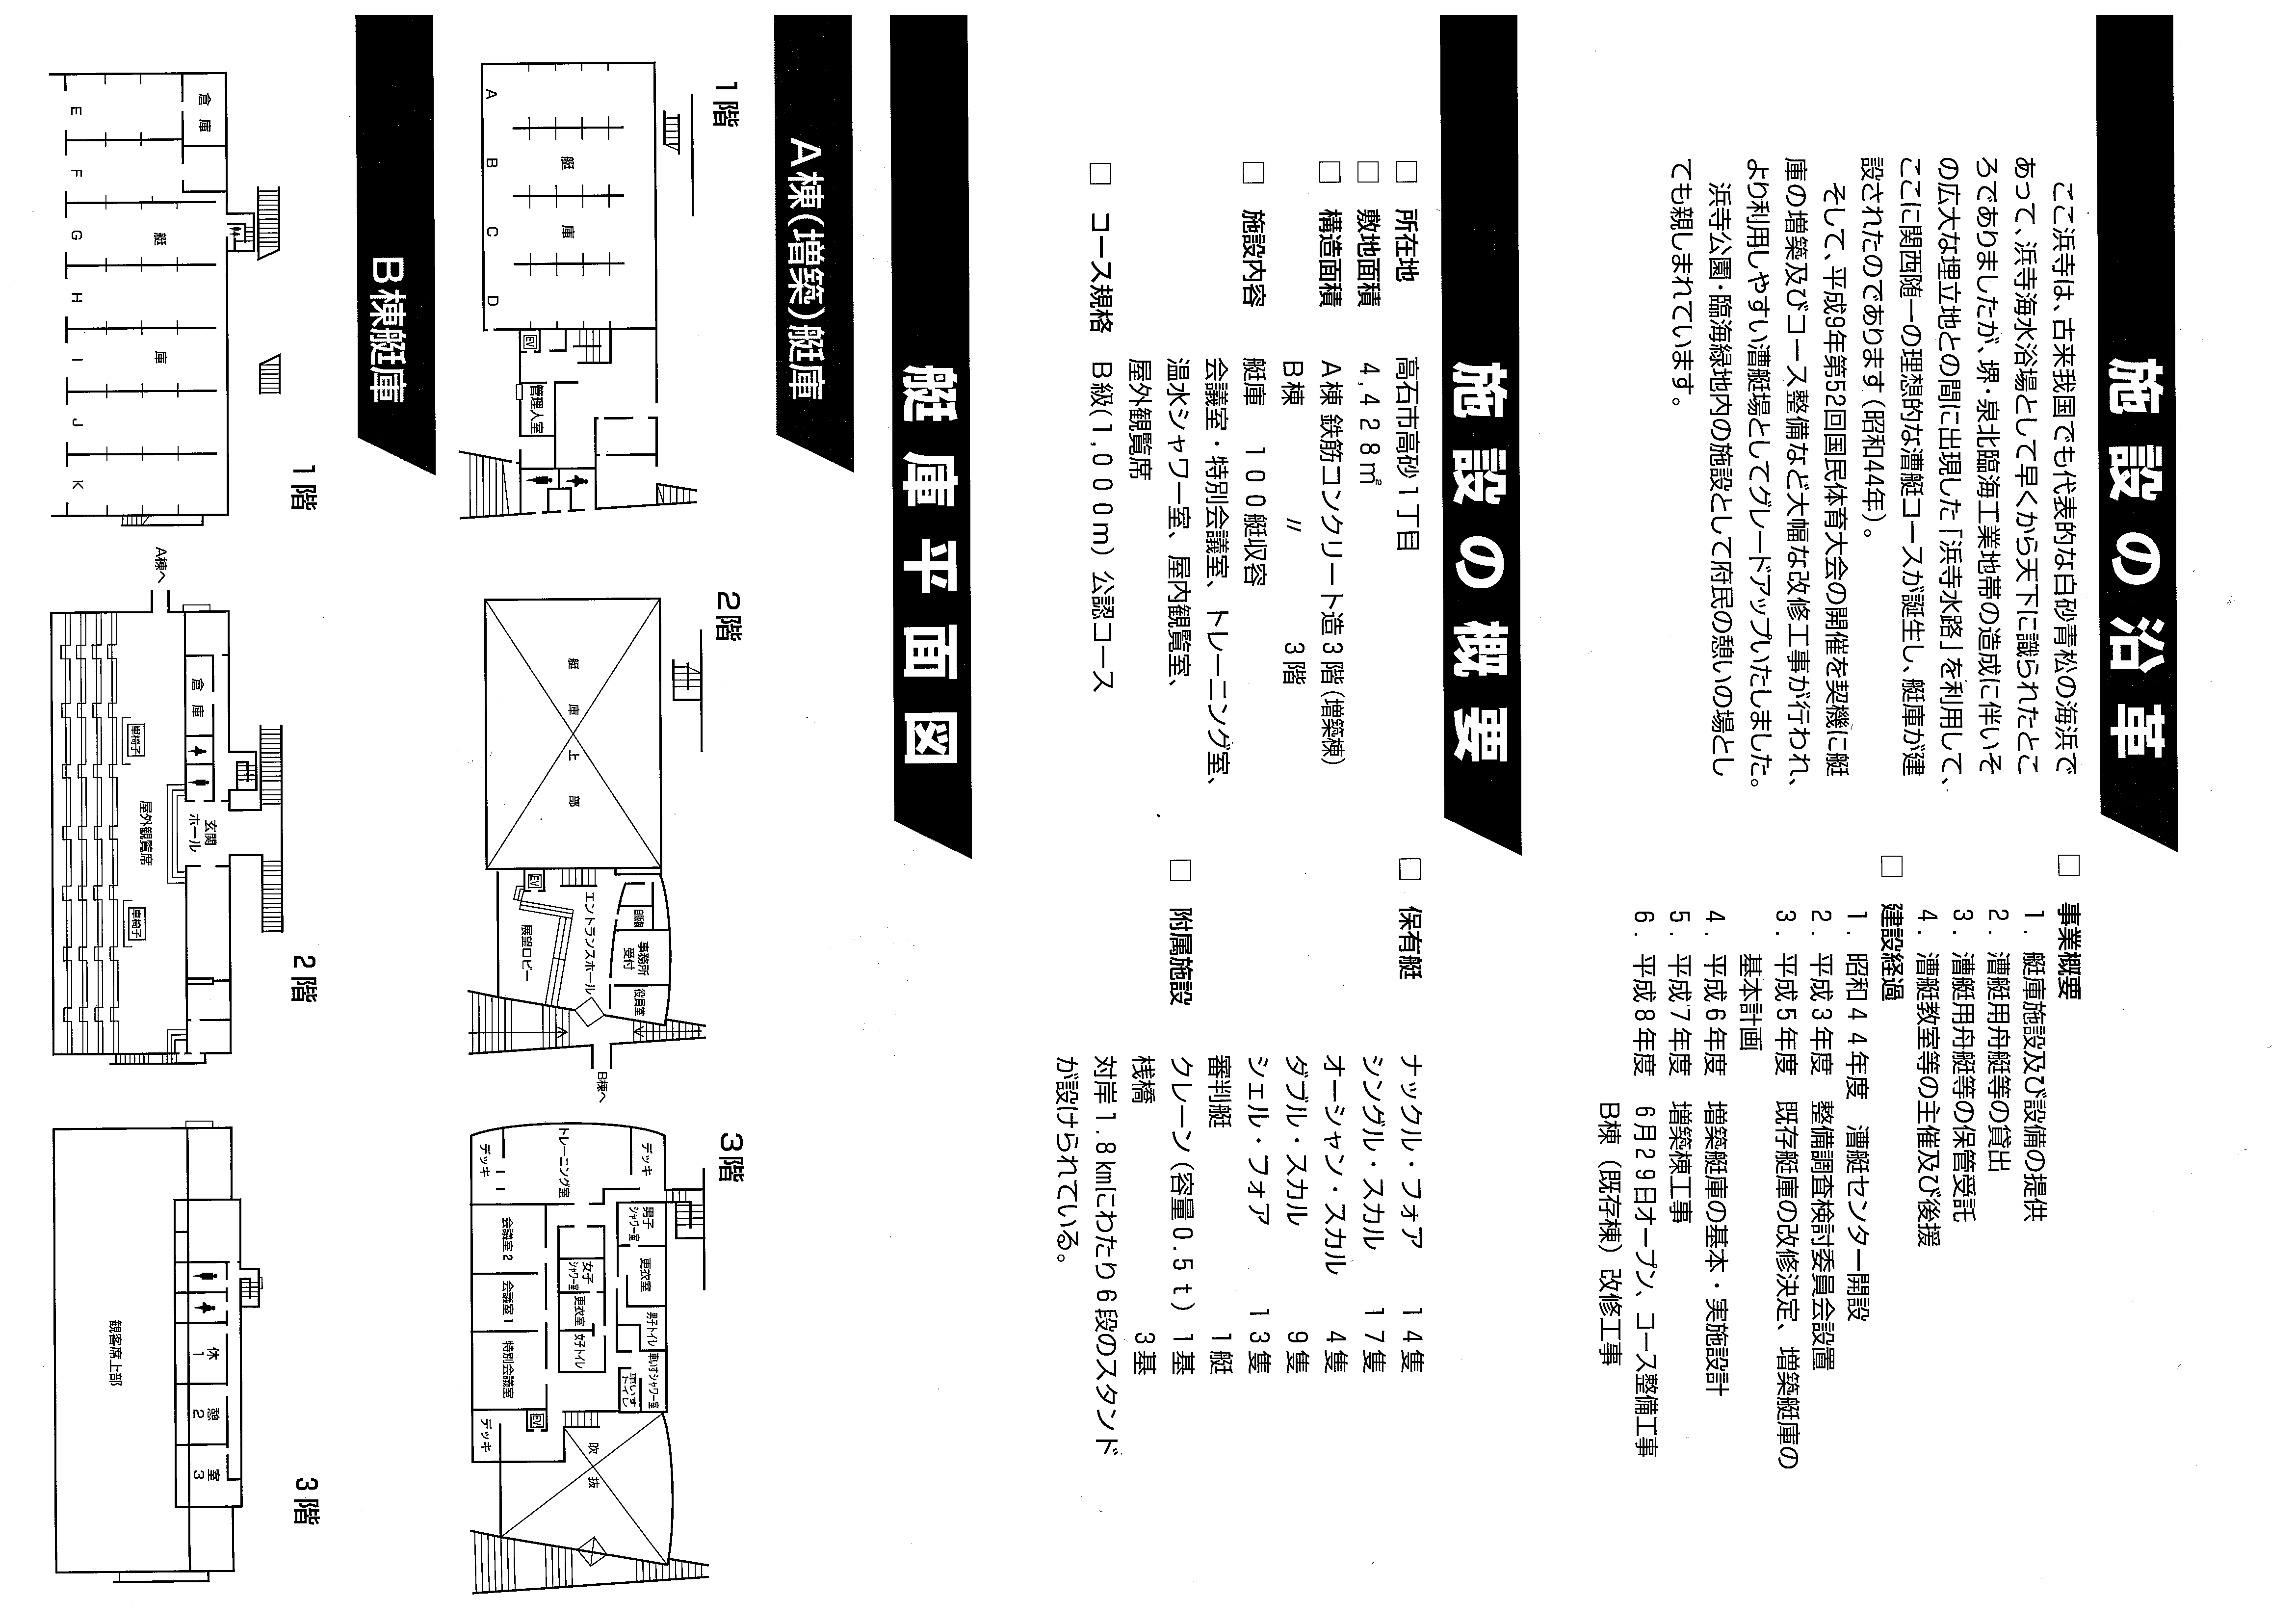 施設の沿革
ここ浜寺は、古来我国でも代表的な白砂青松の海浜で
あって、浜寺海水浴場として早くから天下に識られたとこ
ろでありましたが、堺・泉北臨海工業地帯の造成に伴いそ
の広大な埋立地との間に出現した「浜寺水路」を利用して、
ここに関西随一の理想的な漕艇コースが誕生し、艇庫が建
設されたのであります（昭和44年）。
そして、平成9年第52回国民体育大会の開催を契機に艇
庫の増築及びコース整備など大幅な改修工事が行われ、
より利用しやすい漕艇場としてグレードアップいたしました。
浜寺公園・臨海緑地内の施設として府民の憩いの場とし
ても親しまれています。
□ 事業概要
1. 艇庫施設及び設備の提供
2. 漕艇用舟艇等の貸出
3. 漕艇用舟艇等の保管受託
4. 漕艇教室等の主催及び後援
□ 建設経過
1. 昭和44年度 漕艇センター開設
2. 平成3年度 整備調査検討委員会設置
3. 平成5年度 既存艇庫の改修決定、増築艇庫の
基本計画
4. 平成6年度 増築艇庫の基本・実施設計
5. 平成7年度 増築棟工事
6. 平成8年度 6月29日オープン、コース整備工事
B棟（既存棟）改修工事
施設の概要
□ 所在地 高石市高砂1丁目
□ 敷地面積 4,428㎡
□ 構造面積 A棟 鉄筋コンクリート造3階(増築棟)
B棟 〃 3階
□ 施設内容 艇庫 100艇収容
会議室・特別会議室、トレーニング室、
温水シャワー室、屋内観覧室、
屋外観覧席
□ コース規格 B級(1,000m) 公認コース
□ 保有艇 ナックル・フォア 14隻
シングル・スカル 17隻
オーシャン・スカル 4隻
ダブル・スカル 9隻
シェル・フォア 13隻
審判艇 1艇
□ 附属施設 クレーン(容量0.5t) 1基
桟橋 3基
対岸1.8㎞にわたり6段のスタンド
が設けられている。
艇庫平面図
A棟(増築)艇庫
1階
艇庫
A B C D
EV
管理人室
2階
艇庫上部
EV
エントランスホール
展望ロビー
事務所
受付
役員室
B棟へ
3階
デッキ
トレーニング室
デッキ
男子
シャワー室
更衣室
男子トイレ
車いすシャワー室
車いす
トイレ
女子
シャワー室
更衣室
女子トイレ
会議室2
会議室1
特別会議室
EV
デッキ
吹抜
B棟艇庫
1階
倉庫
艇庫
E F G H I J K
2階
A棟へ
倉庫
玄関
ホール
車椅子
屋外観覧席
車椅子
3階
休憩室
1 2 3
観客席上部